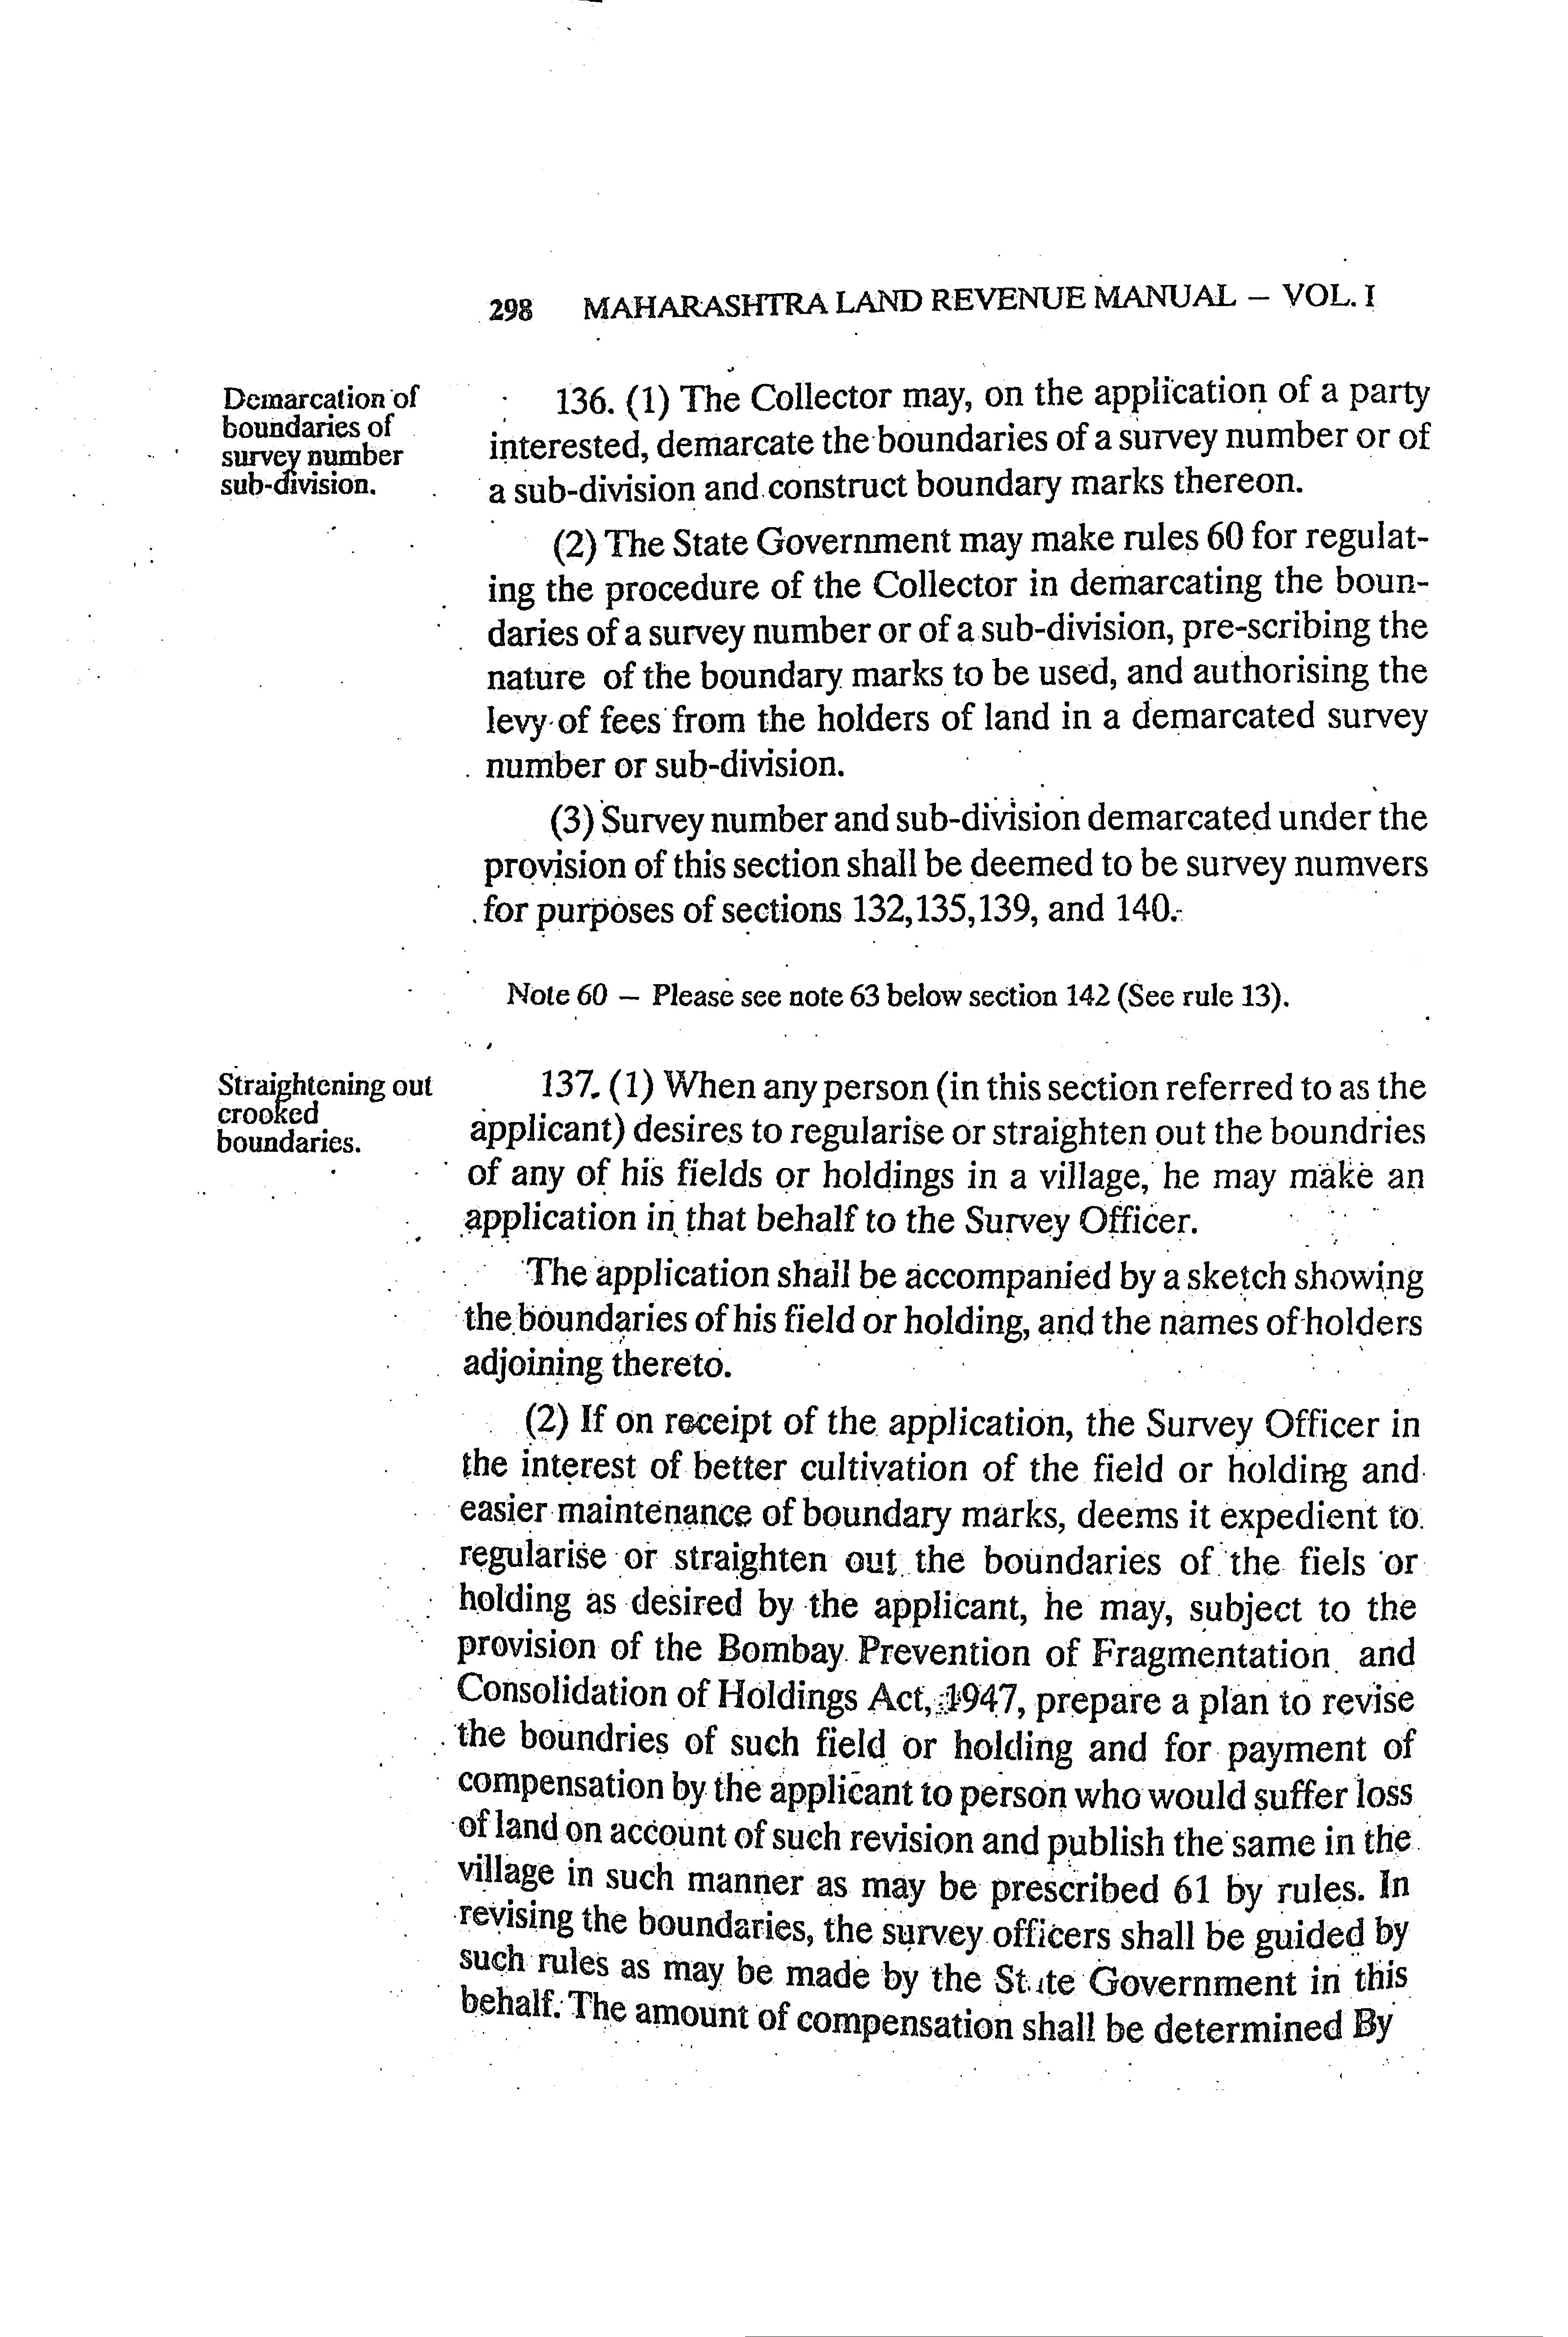 298 MAHARASHTRA LAND REVENUE MANUAL – VOL. I
Demarcation of
boundaries of
survey number
sub-division.
136. (1) The Collector may, on the application of a party
interested, demarcate the boundaries of a survey number or of
a sub-division and construct boundary marks thereon.
(2) The State Government may make rules 60 for regulat-
ing the procedure of the Collector in demarcating the boun-
daries of a survey number or of a sub-division, pre-scribing the
nature of the boundary marks to be used, and authorising the
levy of fees from the holders of land in a demarcated survey
number or sub-division.
(3) Survey number and sub-division demarcated under the
provision of this section shall be deemed to be survey numvers
for purposes of sections 132,135,139, and 140.
Note 60 – Please see note 63 below section 142 (See rule 13).
Straightening out
crooked
boundaries.
137. (1) When any person (in this section referred to as the
applicant) desires to regularise or straighten out the boundries
of any of his fields or holdings in a village, he may make an
application in that behalf to the Survey Officer.
The application shall be accompanied by a sketch showing
the boundaries of his field or holding, and the names of holders
adjoining thereto.
(2) If on receipt of the application, the Survey Officer in
the interest of better cultivation of the field or holding and
easier maintenance of boundary marks, deems it expedient to
regularise or straighten out the boundaries of the fiels or
holding as desired by the applicant, he may, subject to the
provision of the Bombay Prevention of Fragmentation and
Consolidation of Holdings Act, 1947, prepare a plan to revise
the boundries of such field or holding and for payment of
compensation by the applicant to person who would suffer loss
of land on account of such revision and publish the same in the
village in such manner as may be prescribed 61 by rules. In
revising the boundaries, the survey officers shall be guided by
such rules as may be made by the State Government in this
behalf. The amount of compensation shall be determined By